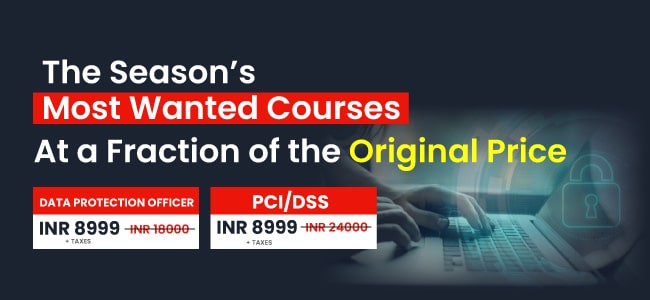 The Season's
Most Wanted Courses
At a Fraction of the Original Price
DATA PROTECTION OFFICER
INR 8999 INR 18000
+ TAXES
PCI/DSS
INR 8999 INR 24000
+ TAXES